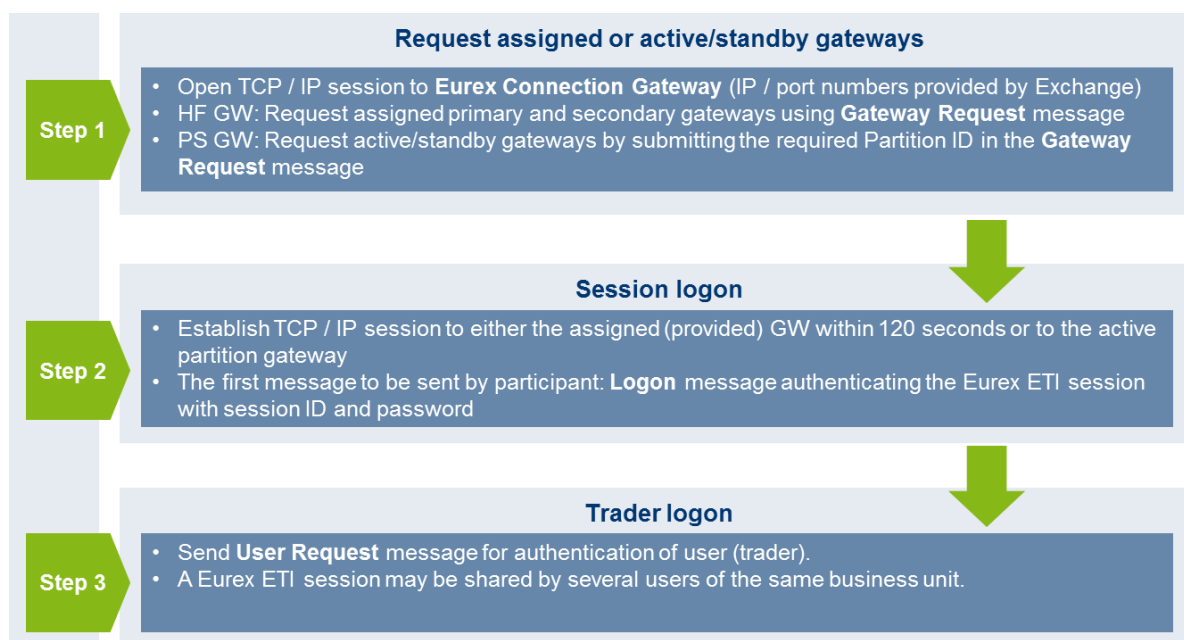 Request assigned or active/standby gateways
Step 1
• Open TCP / IP session to Eurex Connection Gateway (IP / port numbers provided by Exchange)
• HF GW: Request assigned primary and secondary gateways using Gateway Request message
• PS GW: Request active/standby gateways by submitting the required Partition ID in the Gateway
Request message
Session logon
Step 2
• Establish TCP / IP session to either the assigned (provided) GW within 120 seconds or to the active
partition gateway
• The first message to be sent by participant: Logon message authenticating the Eurex ETI session
with session ID and password
Trader logon
Step 3
• Send User Request message for authentication of user (trader).
• A Eurex ETI session may be shared by several users of the same business unit.